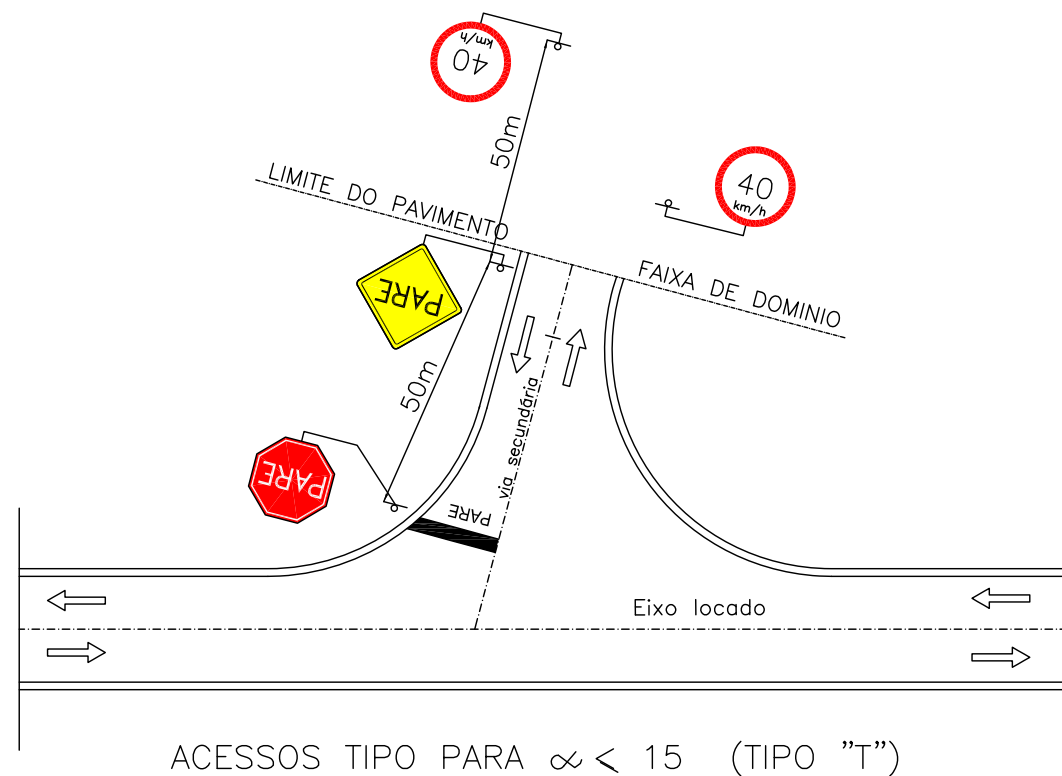 40
km/h
50m
40
km/h
LIMITE DO PAVIMENTO
FAIXA DE DOMINIO
PARE
50m
via secundária
PARE
PARE
Eixo locado
ACESSOS TIPO PARA ∝ < 15 (TIPO "T")